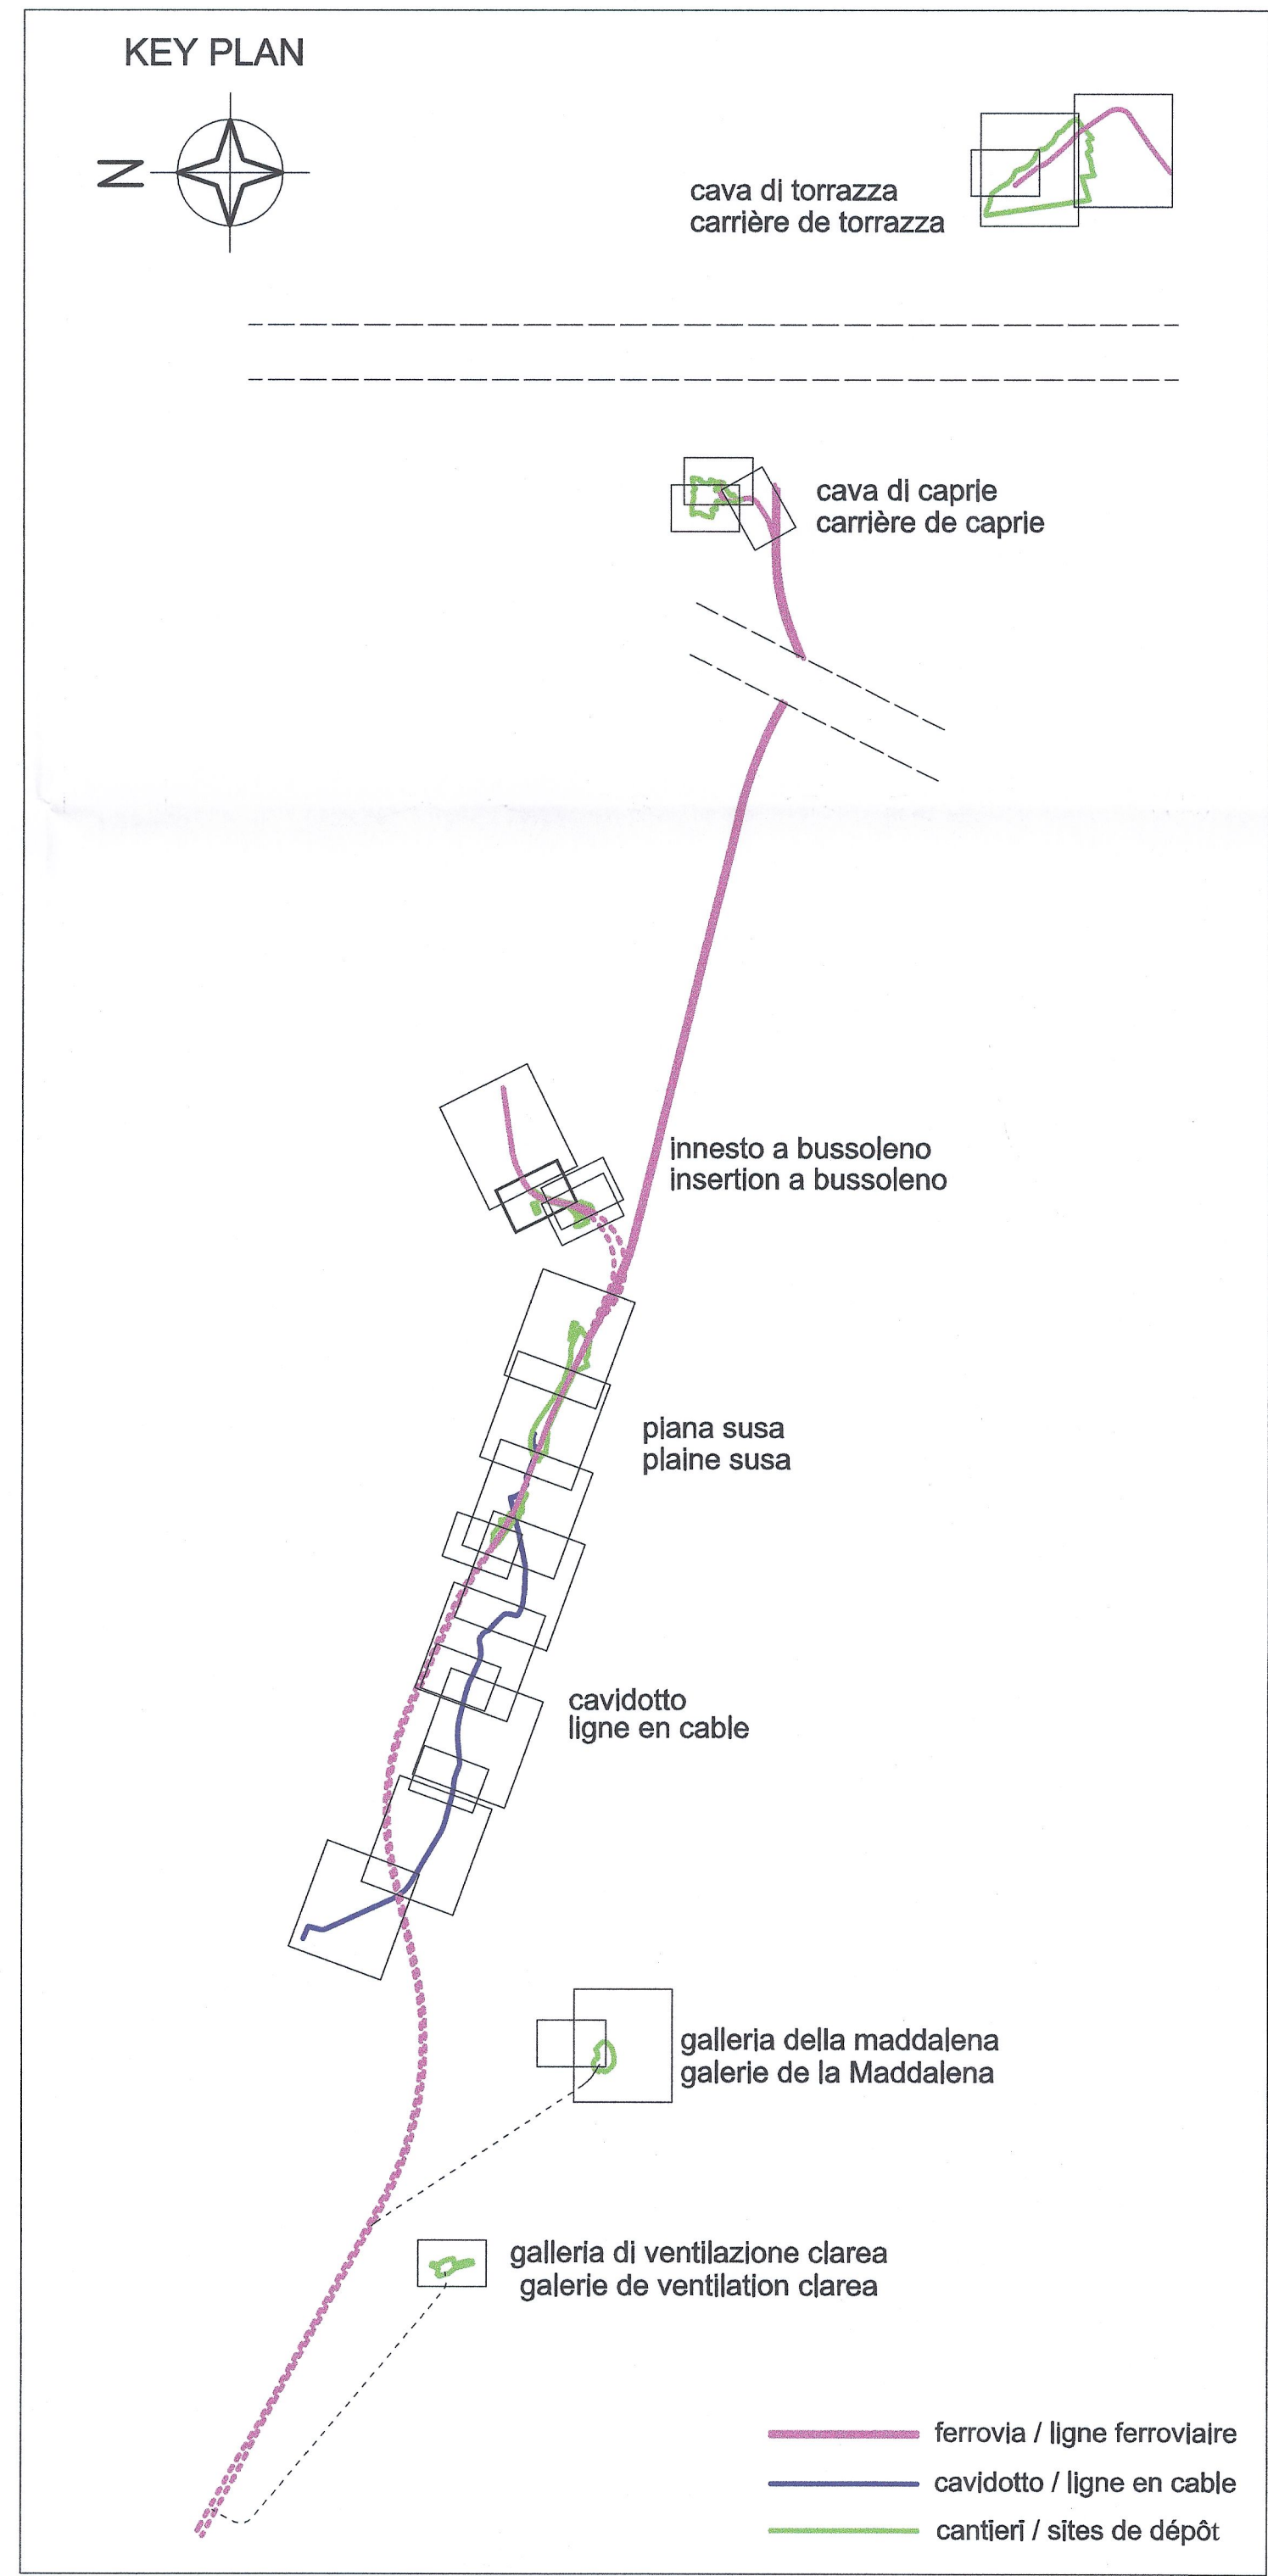 KEY PLAN
N
cava di torrazza
carrière de torrazza
cava di caprie
carrière de caprie
innesto a bussoleno
insertion a bussoleno
piana susa
plaine susa
cavidotto
ligne en cable
galleria della maddalena
galerie de la Maddalena
galleria di ventilazione clarea
galerie de ventilation clarea
ferrovia / ligne ferroviaire
cavidotto / ligne en cable
cantieri / sites de dépôt